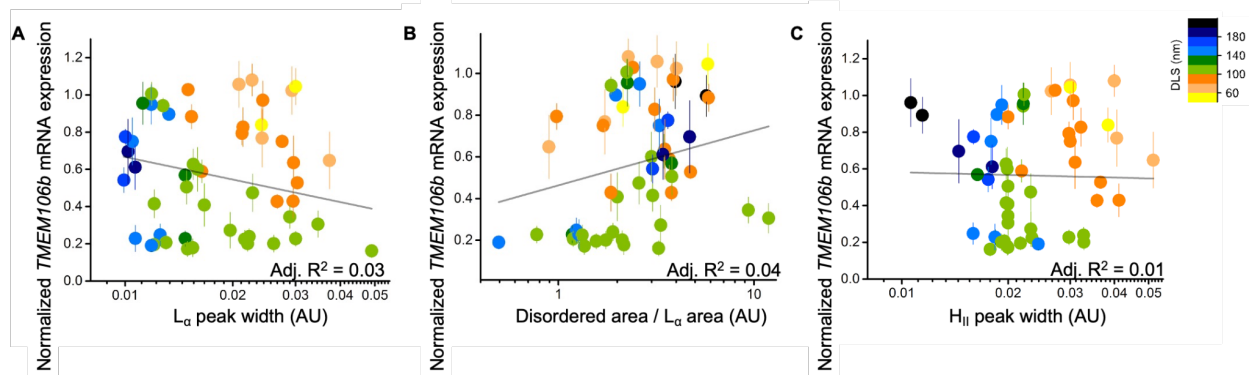 A
Normalized TMEM106b mRNA expression
1.2
1.0
0.8
0.6
0.4
0.2
0.0
Adj. R² = 0.03
0.01 0.02 0.03 0.04 0.05
Lα peak width (AU)
B
Normalized TMEM106b mRNA expression
1.0
0.8
0.6
0.4
0.2
Adj. R² = 0.04
1 10
Disordered area / Lα area (AU)
C
Normalized TMEM106b mRNA expression
1.2
1.0
0.8
0.6
0.4
0.2
0.0
Adj. R² = 0.01
0.01 0.02 0.03 0.04 0.05
HII peak width (AU)
DLS (nm)
180
140
100
60